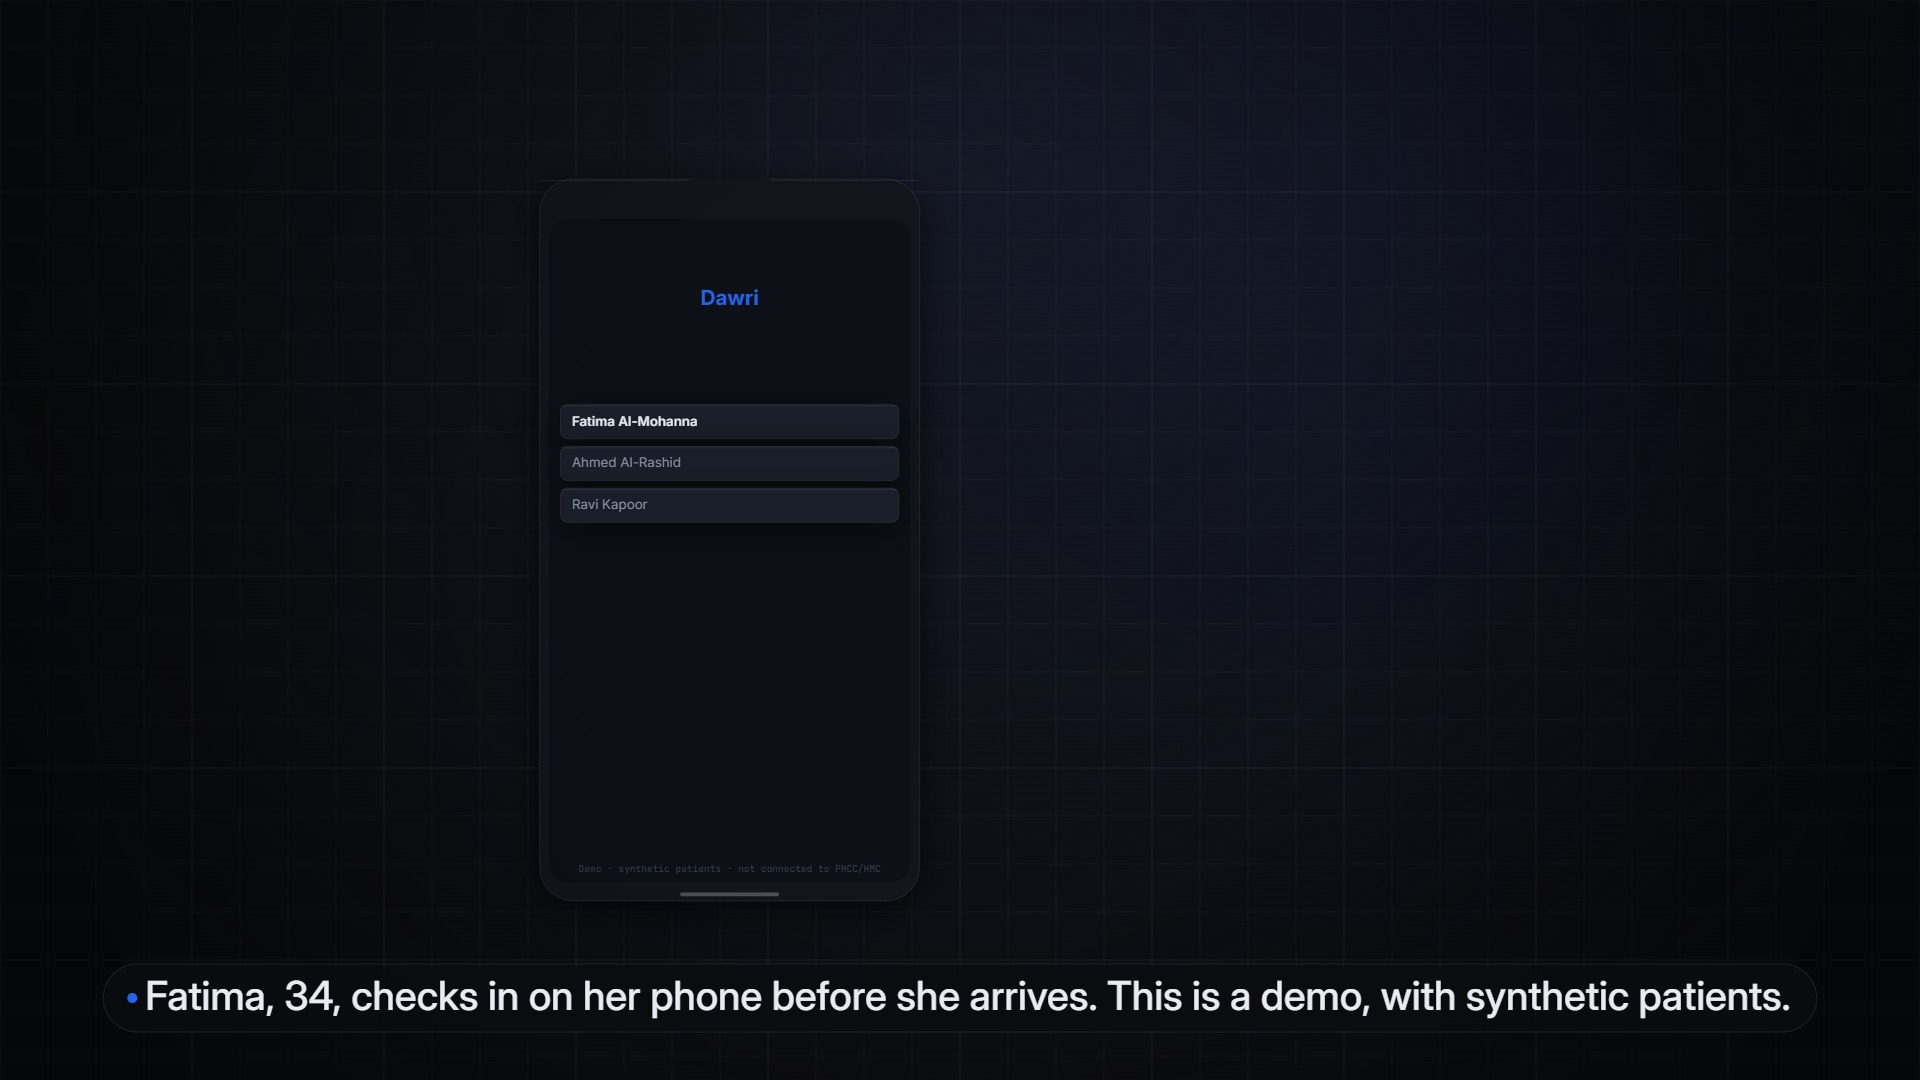 Dawri
Fatima Al-Mohanna
Ahmed Al-Rashid
Ravi Kapoor
Demo · synthetic patients · not connected to PHCC/HMC
Fatima, 34, checks in on her phone before she arrives. This is a demo, with synthetic patients.